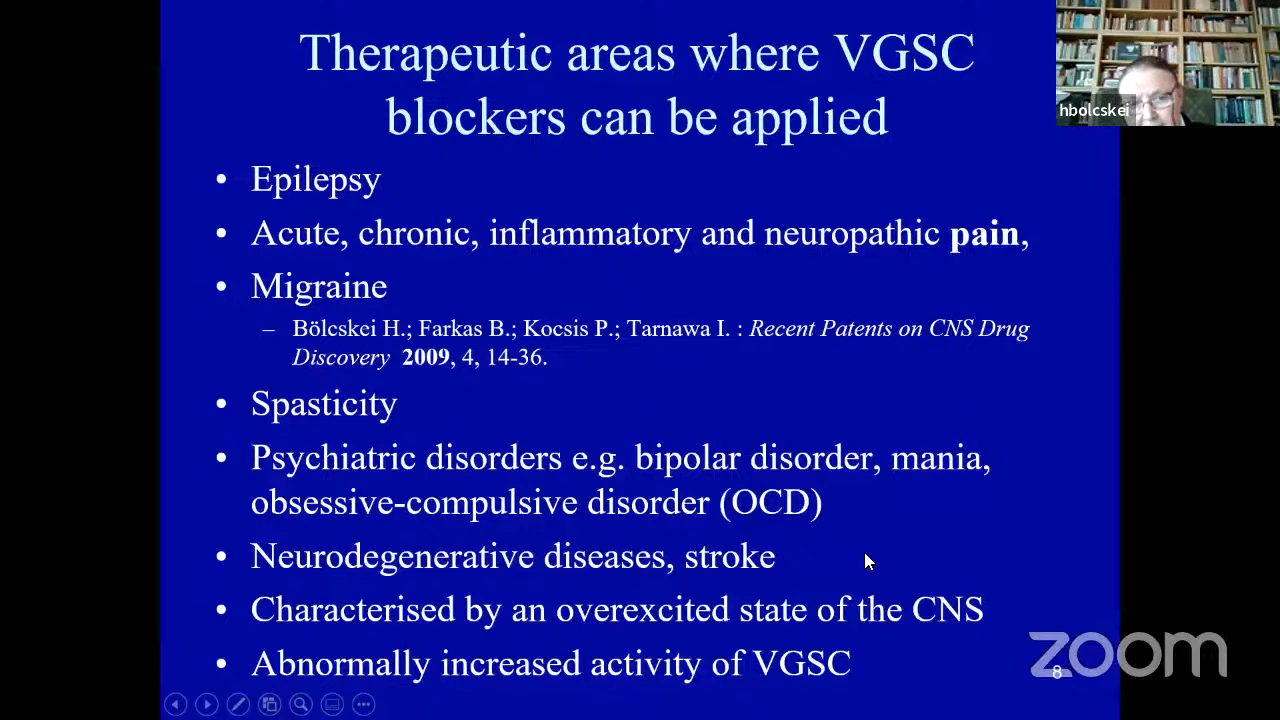 Therapeutic areas where VGSC
blockers can be applied
hbolcskei
• Epilepsy
• Acute, chronic, inflammatory and neuropathic pain,
• Migraine
– Bölcskei H.; Farkas B.; Kocsis P.; Tarnawa I. : Recent Patents on CNS Drug
Discovery 2009, 4, 14-36.
• Spasticity
• Psychiatric disorders e.g. bipolar disorder, mania,
obsessive-compulsive disorder (OCD)
• Neurodegenerative diseases, stroke
• Characterised by an overexcited state of the CNS
• Abnormally increased activity of VGSC
zoom
8